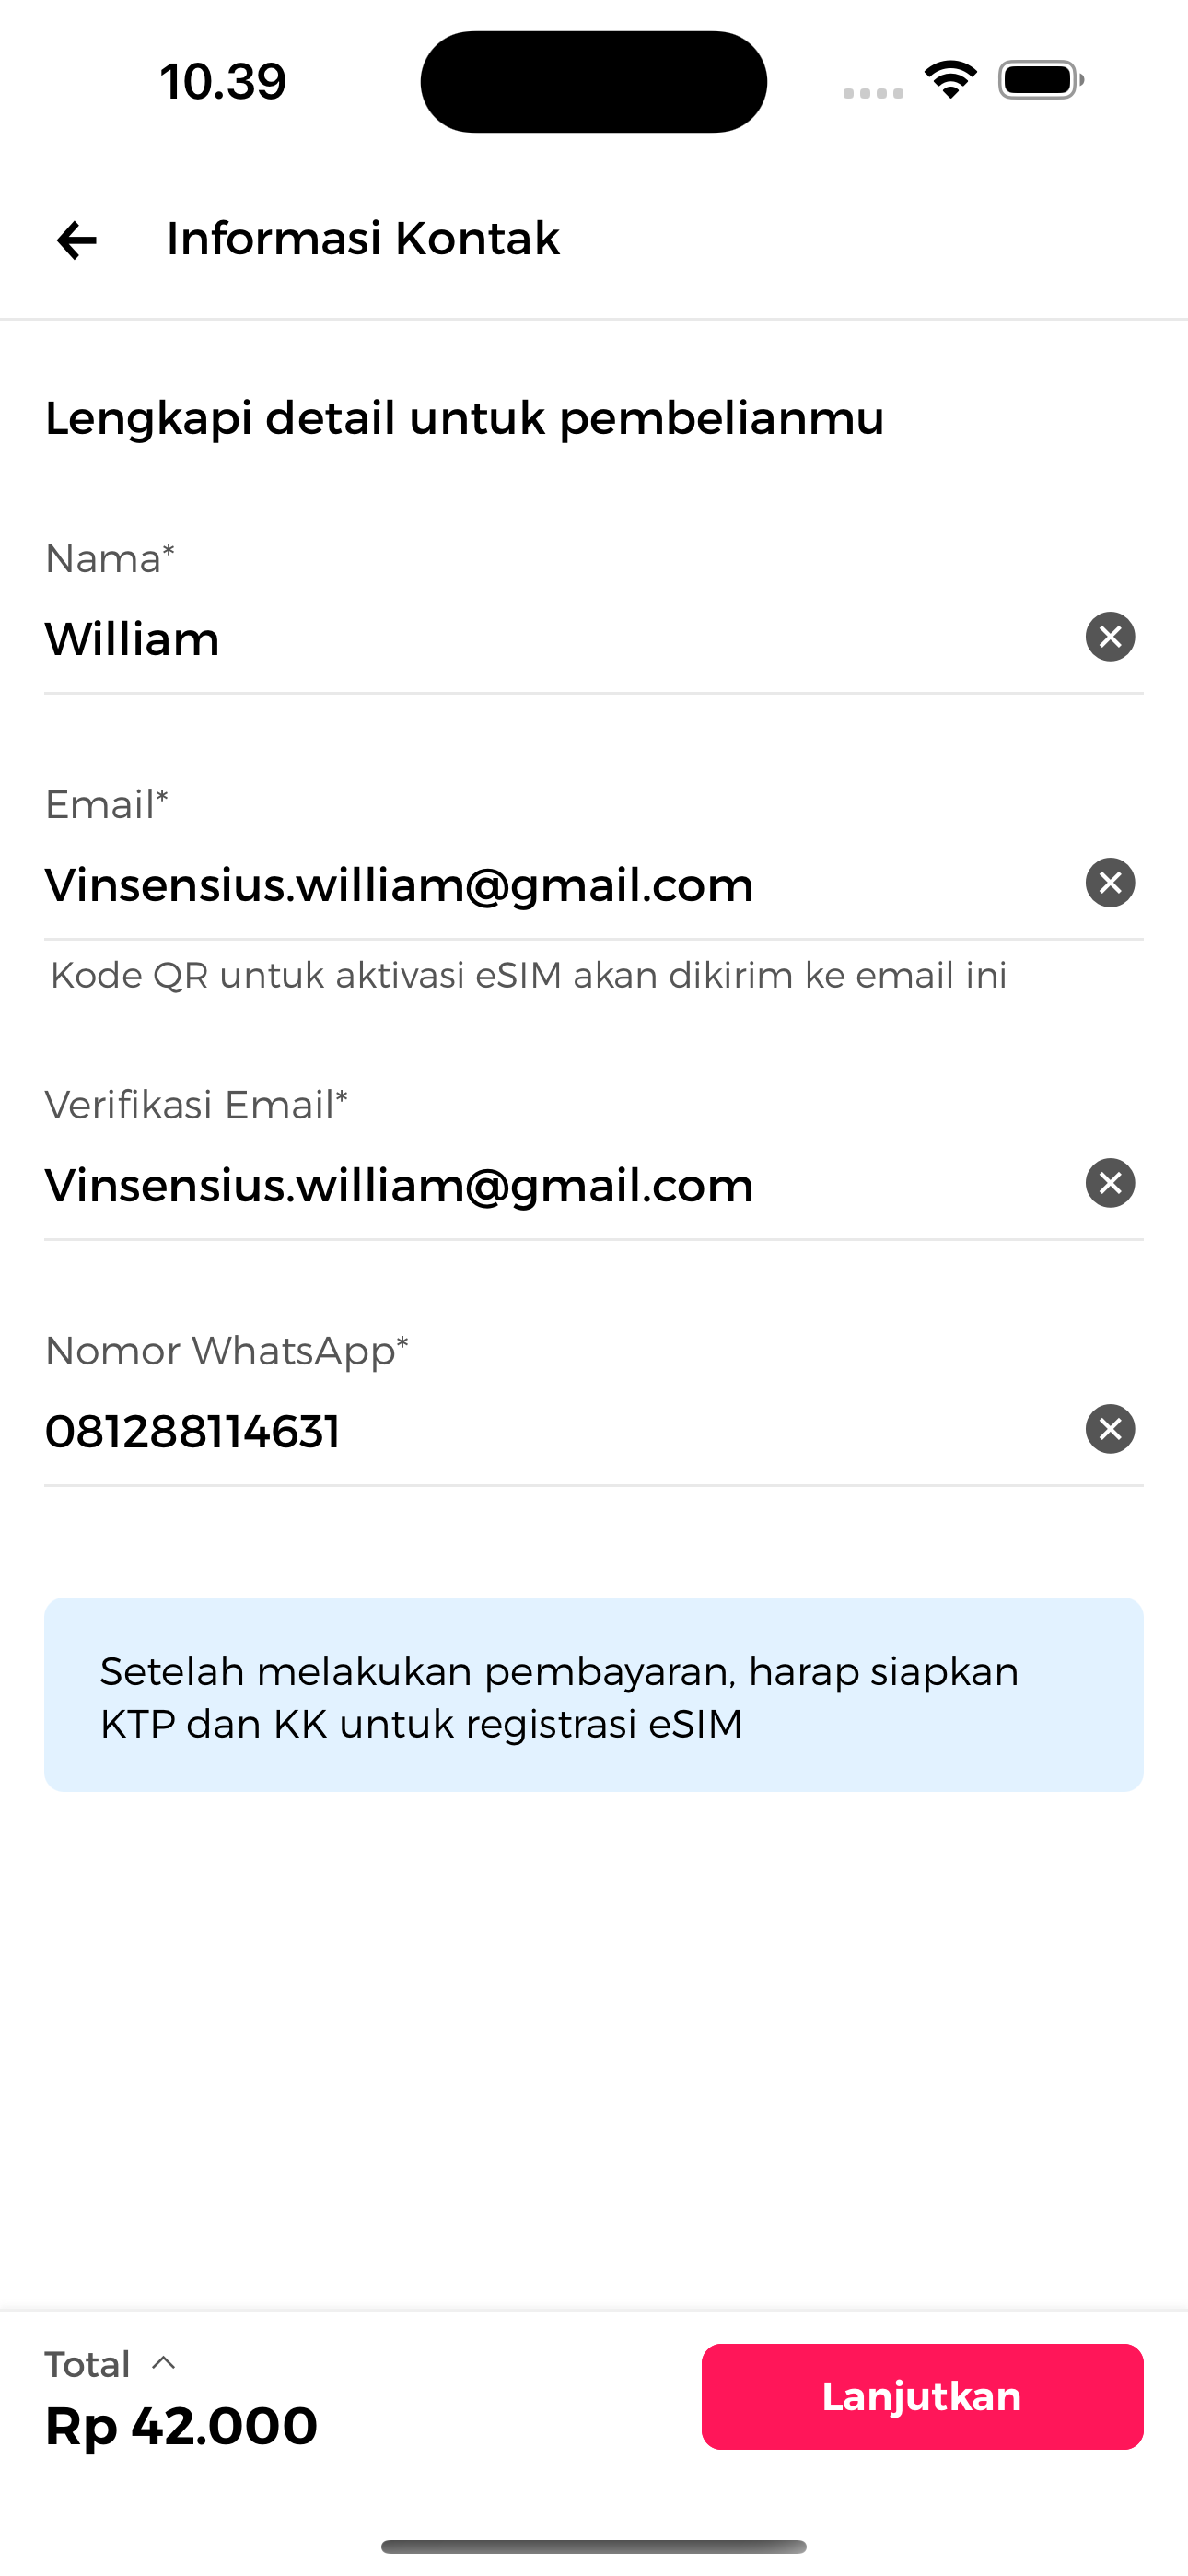 10.39
Informasi Kontak
Lengkapi detail untuk pembelianmu
Nama*
William
Email*
Vinsensius.william@gmail.com
Kode QR untuk aktivasi eSIM akan dikirim ke email ini
Verifikasi Email*
Vinsensius.william@gmail.com
Nomor WhatsApp*
081288114631
Setelah melakukan pembayaran, harap siapkan
KTP dan KK untuk registrasi eSIM
Total
Rp 42.000
Lanjutkan